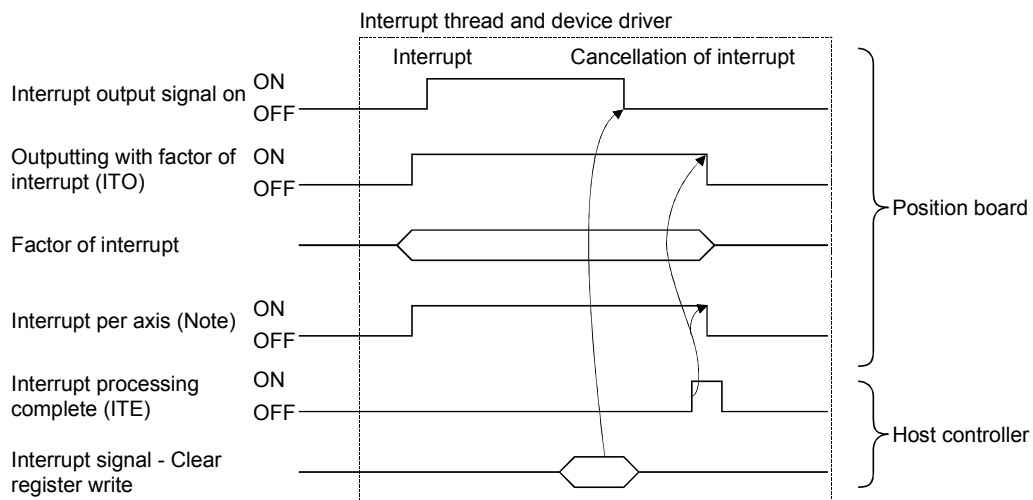 Interrupt thread and device driver
Interrupt
Cancellation of interrupt
Interrupt output signal on
ON
OFF
Outputting with factor of
interrupt (ITO)
ON
OFF
Position board
Factor of interrupt
Interrupt per axis (Note)
ON
OFF
Interrupt processing
complete (ITE)
ON
OFF
Host controller
Interrupt signal - Clear
register write